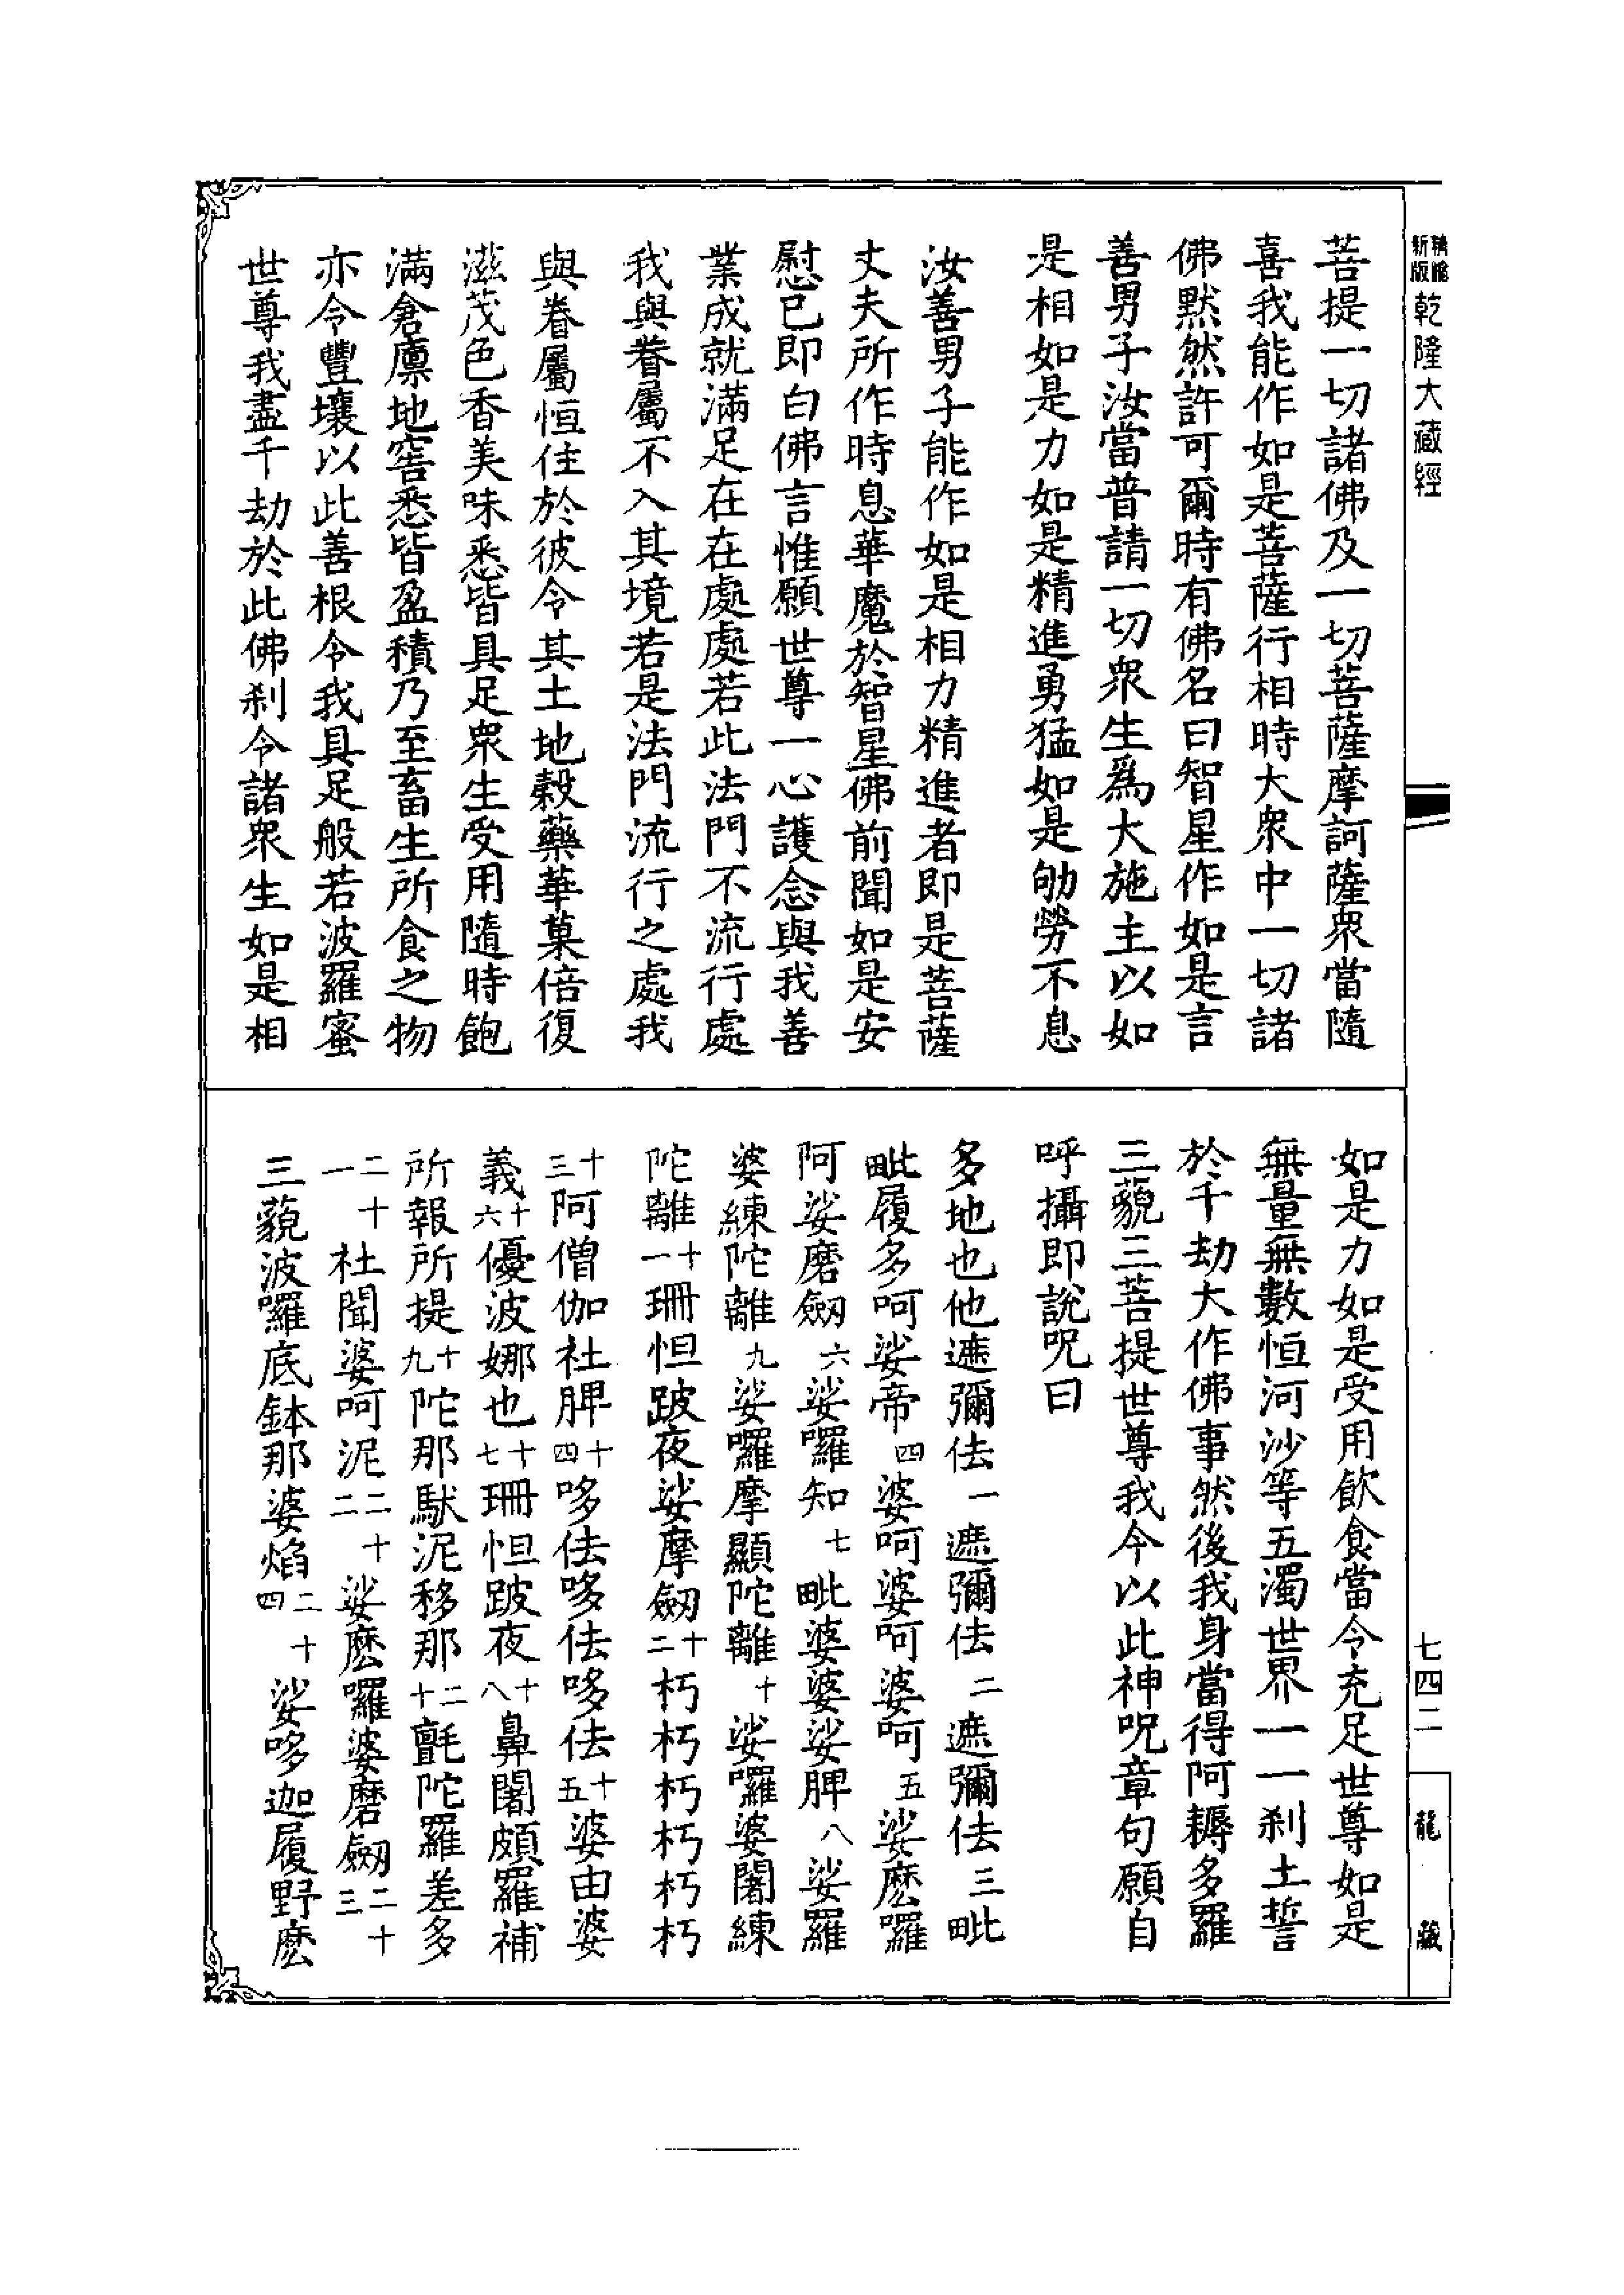 新版
乾隆大藏經
菩提一切諸佛及一切菩薩摩訶薩衆當隨
喜我能作如是菩薩行相時大衆中一切諸
佛默然許可爾時有佛名曰智星作如是言
善男子汝當普請一切衆生爲大施主以如
是相如是力如是精進勇猛如是劬勞不息
汝善男子能作如是相力精進者即是菩薩
丈夫所作時息華魔於智星佛前聞如是安
慰已即白佛言惟願世尊一心護念與我善
業成就滿足在在處處若此法門不流行處
我與眷屬不入其境若是法門流行之處我
與眷屬恒住於彼令其土地穀藥華菓倍復
滋茂色香美味悉皆具足衆生受用隨時飽
滿倉廩地窖悉皆盈積乃至畜生所食之物
亦令豐壤以此善根令我具足般若波羅蜜
世尊我盡千劫於此佛刹令諸衆生如是相
如是力如是受用飲食當令充足世尊如是
無量無數恒河沙等五濁世界一一刹土誓
於千劫大作佛事然後我身當得阿耨多羅
三藐三菩提世尊我今以此神呪章句願自
呼攝即說呪曰
多地也他遮彌佉一遮彌佉二遮彌佉三毗
毗履多呵娑帝四婆呵婆呵婆呵五娑麽囉
阿娑磨劔六娑囉知七毗婆婆娑脾八娑羅
婆練陀離九娑囉摩顯陀離十娑囉婆闍練
陀離十一珊怛跛夜娑摩劔十二朽朽朽朽朽朽
十三阿僧伽社脾十四哆佉哆佉哆佉十五婆由婆
義十六優波娜也十七珊怛跛夜十八鼻闍頗羅補
所報所提十九陀那馱泥移那二十氈陀羅差多
二十一社聞婆呵泥二十二娑麽囉婆磨劔二十三
三藐波囉底鉢那婆焰二十四娑哆迦履野麽
七四二
龍藏